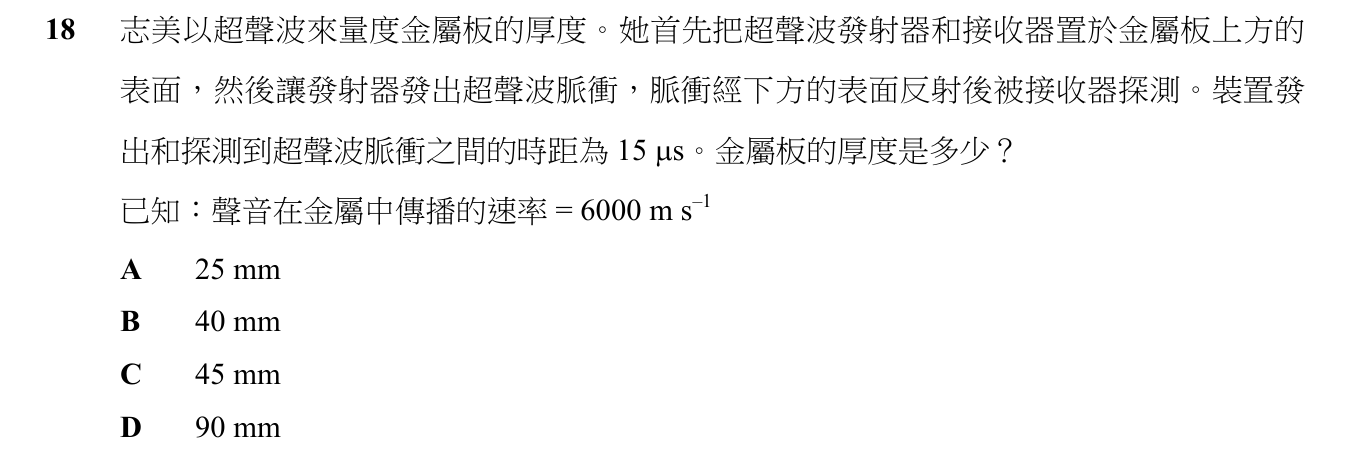 18 志美以超聲波來量度金屬板的厚度。她首先把超聲波發射器和接收器置於金屬板上方的
表面，然後讓發射器發出超聲波脈衝，脈衝經下方的表面反射後被接收器探測。裝置發
出和探測到超聲波脈衝之間的時距為 15 μs。金屬板的厚度是多少？
已知：聲音在金屬中傳播的速率 = 6000 m s⁻¹
A 25 mm
B 40 mm
C 45 mm
D 90 mm